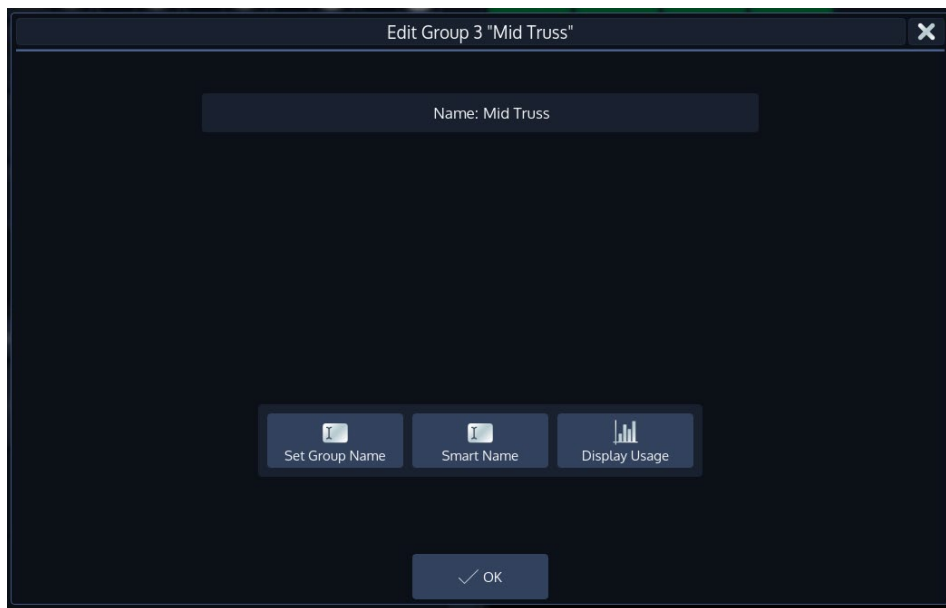 Edit Group 3 "Mid Truss"
Name: Mid Truss
Set Group Name
Smart Name
Display Usage
OK